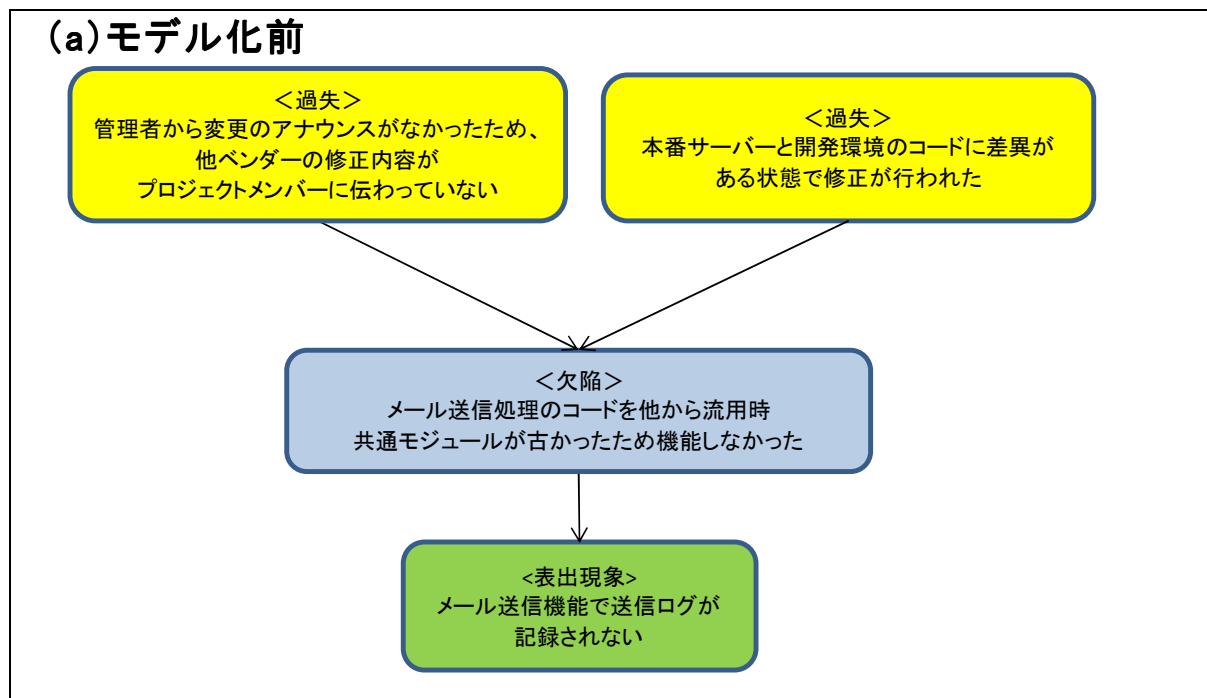 (a)モデル化前
＜過失＞
管理者から変更のアナウンスがなかったため、
他ベンダーの修正内容が
プロジェクトメンバーに伝わっていない
＜過失＞
本番サーバーと開発環境のコードに差異が
ある状態で修正が行われた
＜欠陥＞
メール送信処理のコードを他から流用時
共通モジュールが古かったため機能しなかった
<表出現象>
メール送信機能で送信ログが
記録されない